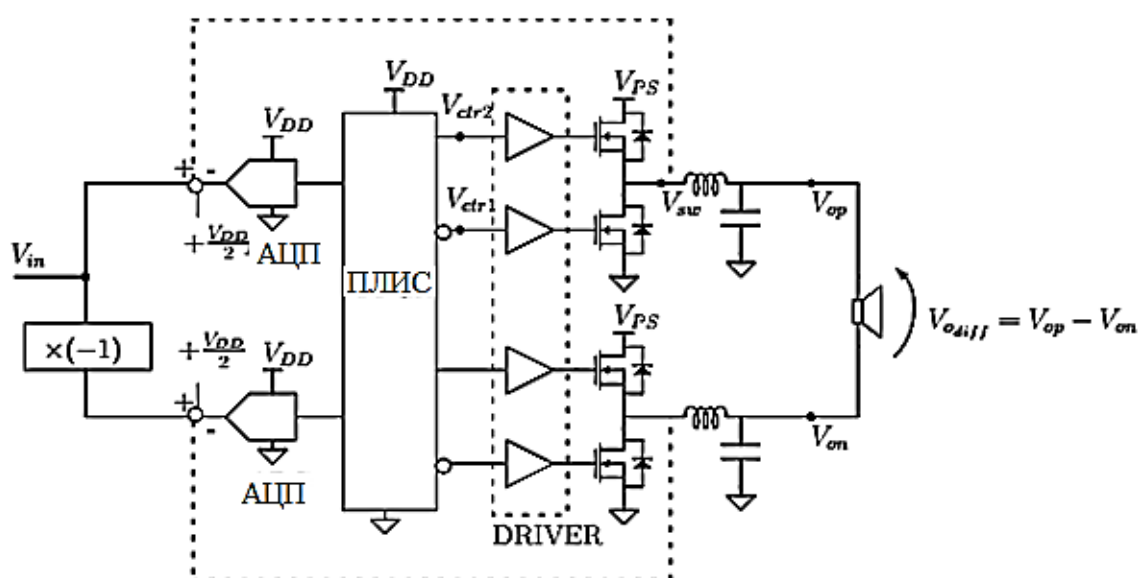 V_DD
V_PS
V_ctr2
V_DD
+ -
V_ctr1
V_sw
V_op
+ V_DD/2
АЦП
V_in
ПЛИС
V_odiff = V_op − V_on
×(−1)
+ V_DD/2
V_DD
V_PS
+
-
V_on
АЦП
DRIVER